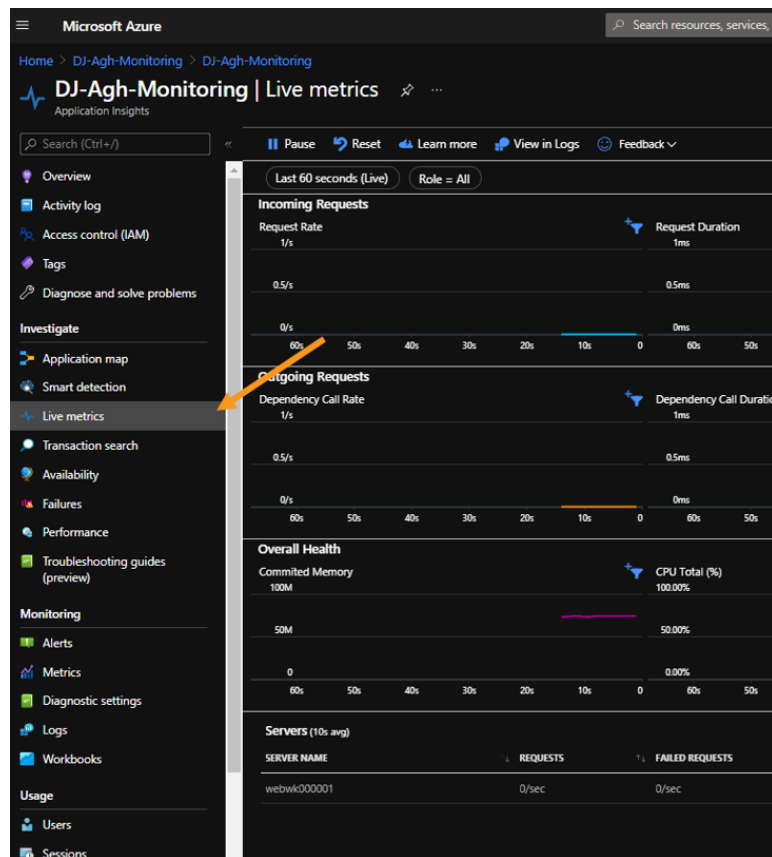 Microsoft Azure
Search resources, services,
Home > DJ-Agh-Monitoring > DJ-Agh-Monitoring
DJ-Agh-Monitoring | Live metrics
Application Insights
Search (Ctrl+/)
Overview
Activity log
Access control (IAM)
Tags
Diagnose and solve problems
Investigate
Application map
Smart detection
Live metrics
Transaction search
Availability
Failures
Performance
Troubleshooting guides
(preview)
Monitoring
Alerts
Metrics
Diagnostic settings
Logs
Workbooks
Usage
Users
Sessions
Pause Reset Learn more View in Logs Feedback
Last 60 seconds (Live) Role = All
Incoming Requests
Request Rate Request Duration
1/s 1ms
0.5/s 0.5ms
0/s 0ms
60s 50s 40s 30s 20s 10s 0 60s 50s
Outgoing Requests
Dependency Call Rate Dependency Call Duratio
1/s 1ms
0.5/s 0.5ms
0/s 0ms
60s 50s 40s 30s 20s 10s 0 60s 50s
Overall Health
Commited Memory CPU Total (%)
100M 100.00%
50M 50.00%
0 0.00%
60s 50s 40s 30s 20s 10s 0 60s 50s
Servers (10s avg)
SERVER NAME REQUESTS FAILED REQUESTS
webwk000001 0/sec 0/sec